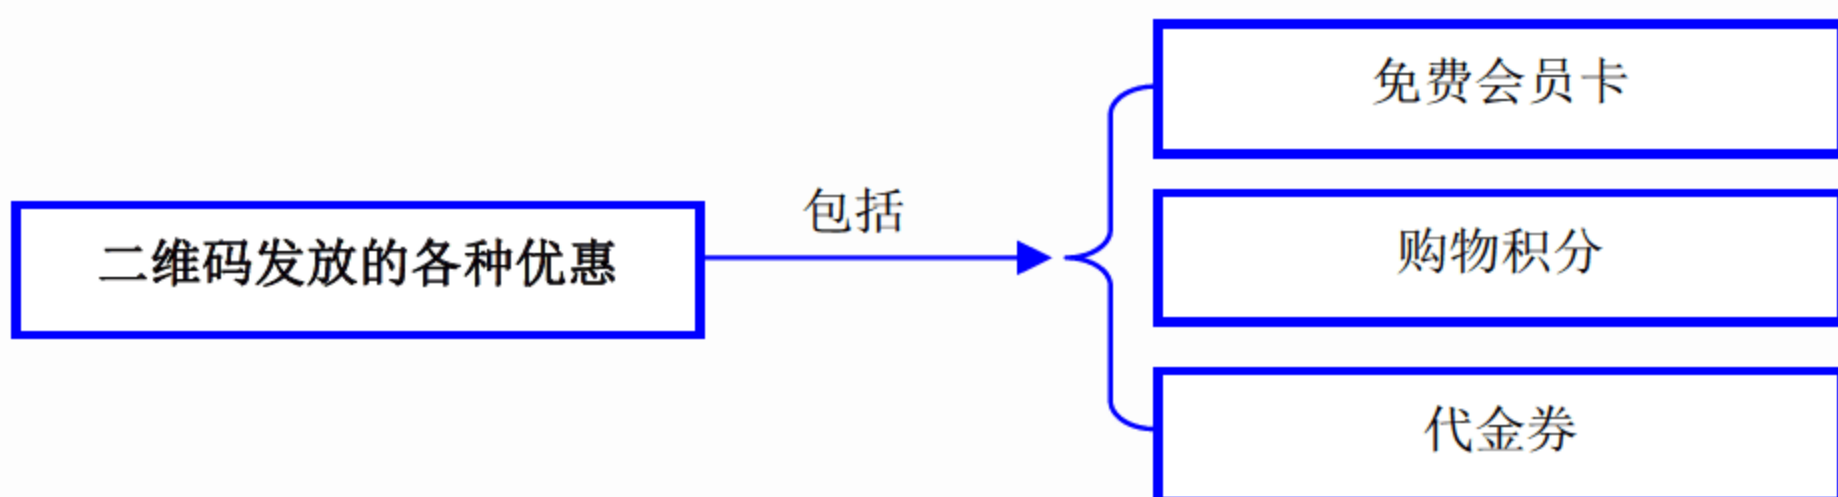 二维码发放的各种优惠
包括
免费会员卡
购物积分
代金券